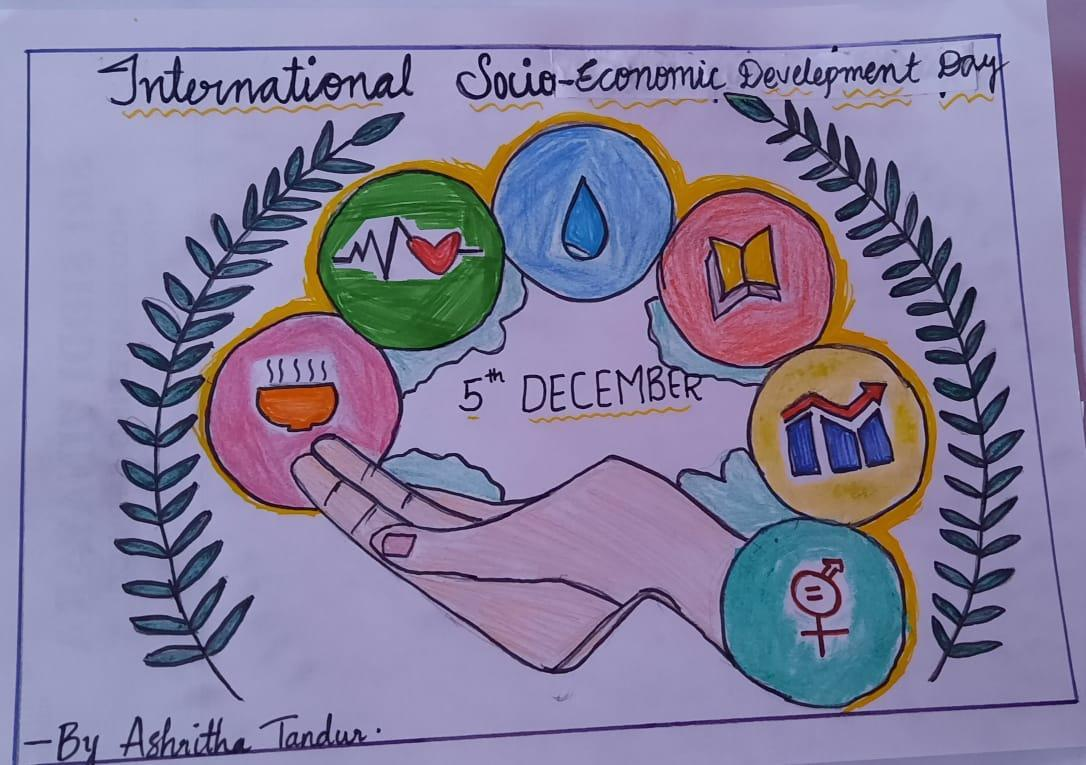 International Socio-Economic Development Day
5th DECEMBER
-By Ashritha Tandur.